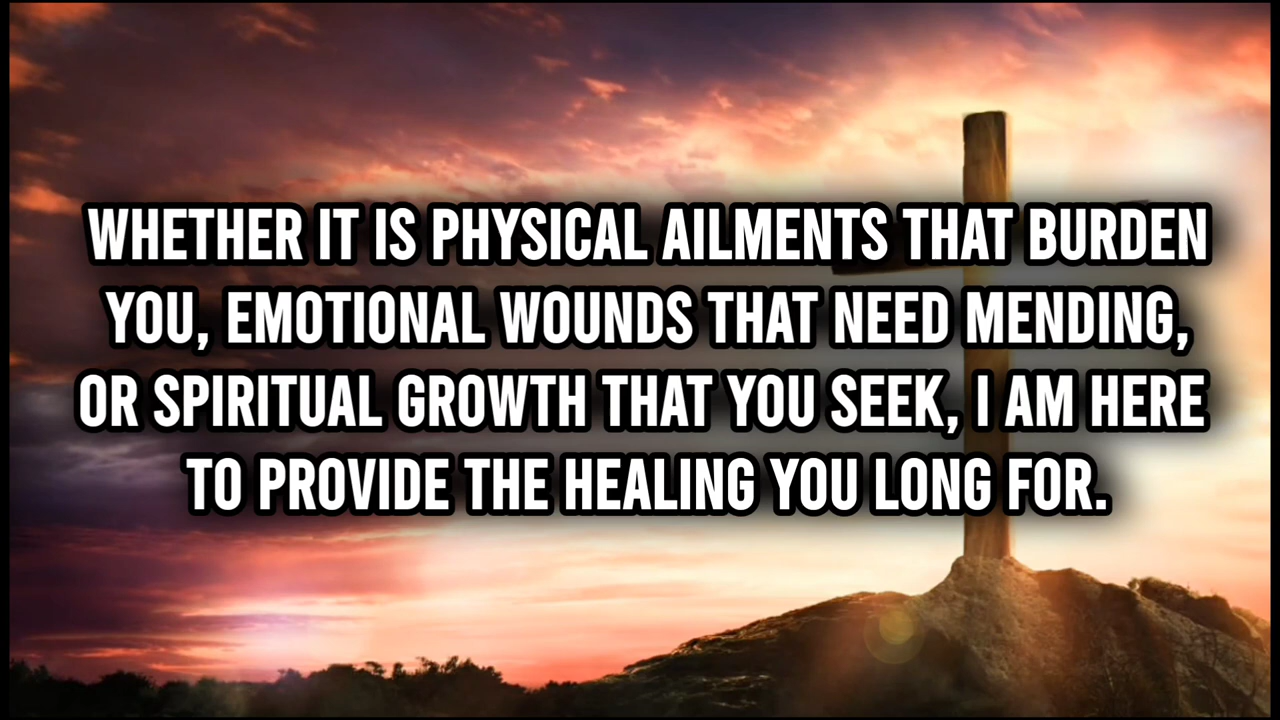 WHETHER IT IS PHYSICAL AILMENTS THAT BURDEN
YOU, EMOTIONAL WOUNDS THAT NEED MENDING,
OR SPIRITUAL GROWTH THAT YOU SEEK, I AM HERE
TO PROVIDE THE HEALING YOU LONG FOR.